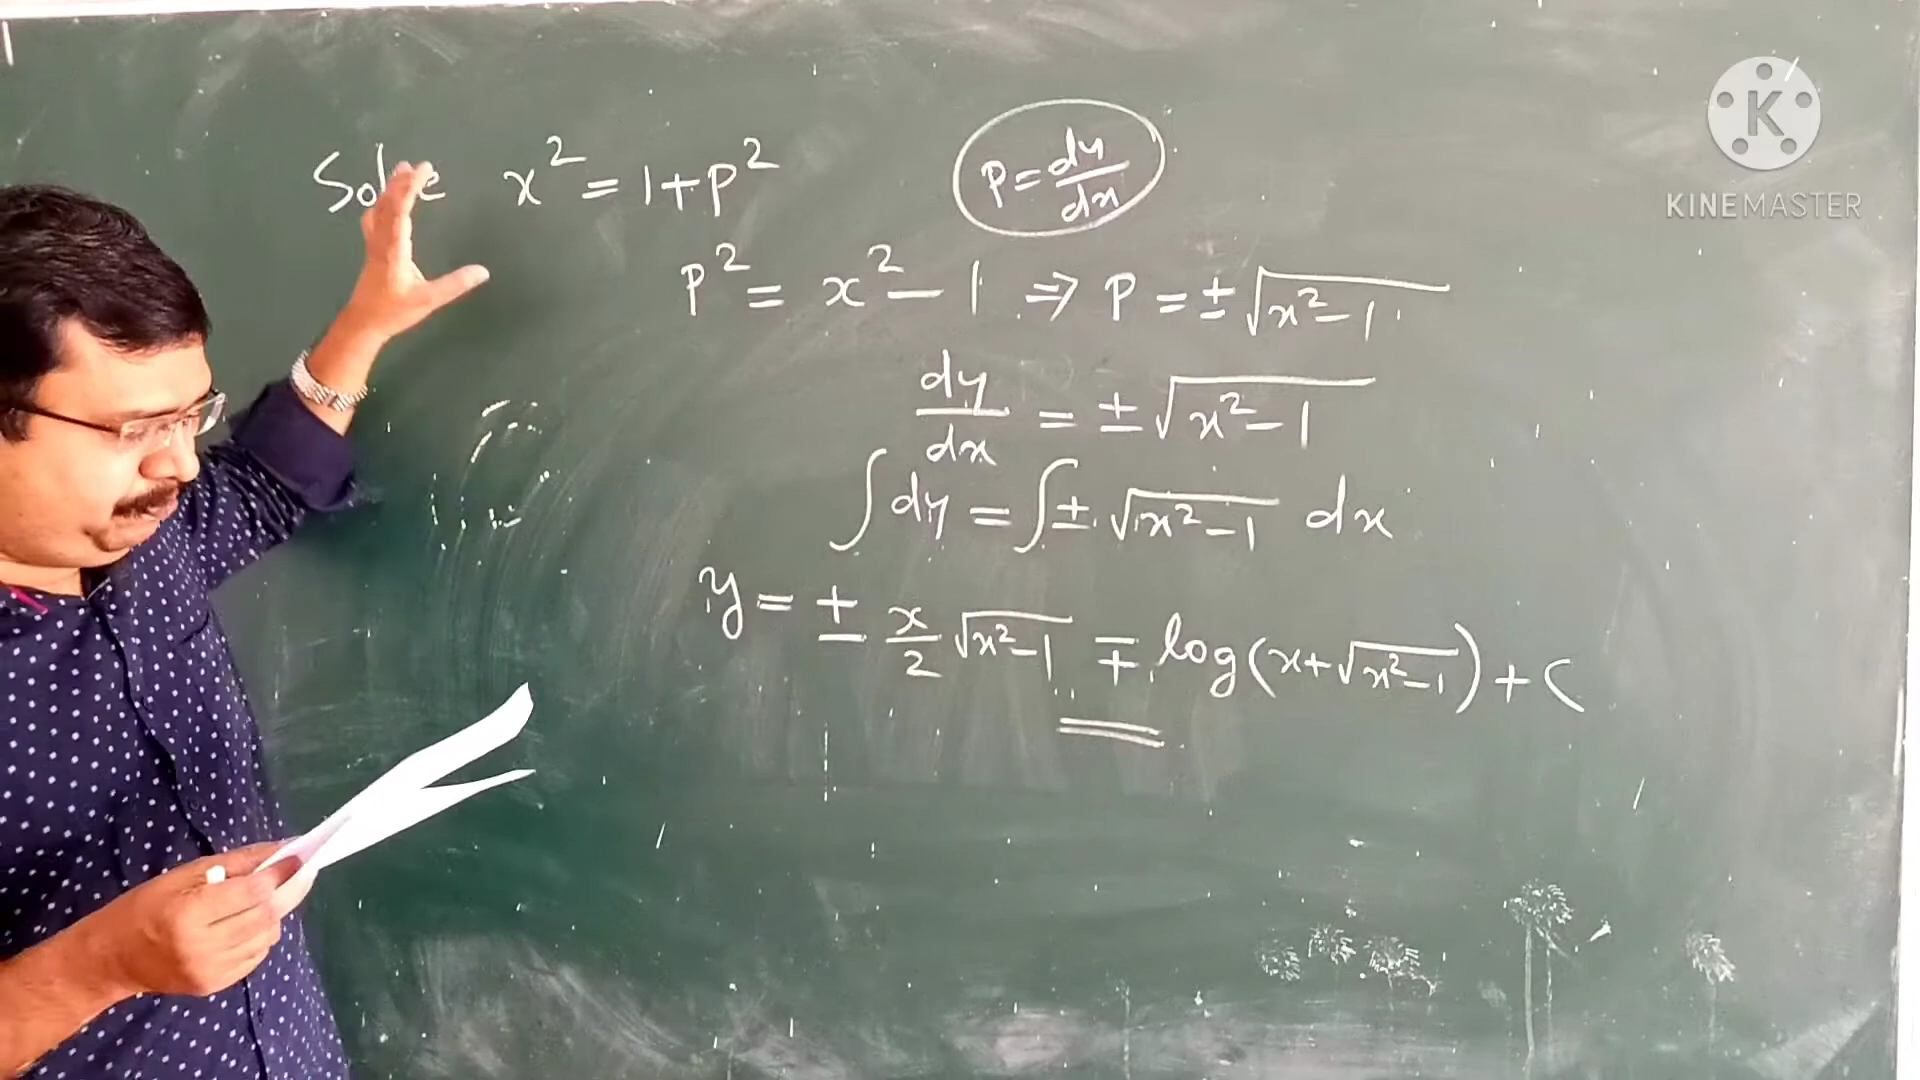 Solve x² = 1+p²
p = dy/dx
p² = x² − 1 ⇒ p = ± √(x²−1)
dy/dx = ± √(x²−1)
∫ dy = ∫ ± √(x²−1) dx
y = ± x/2 √(x²−1) ∓ log(x+√(x²−1)) + C
K
KINEMASTER